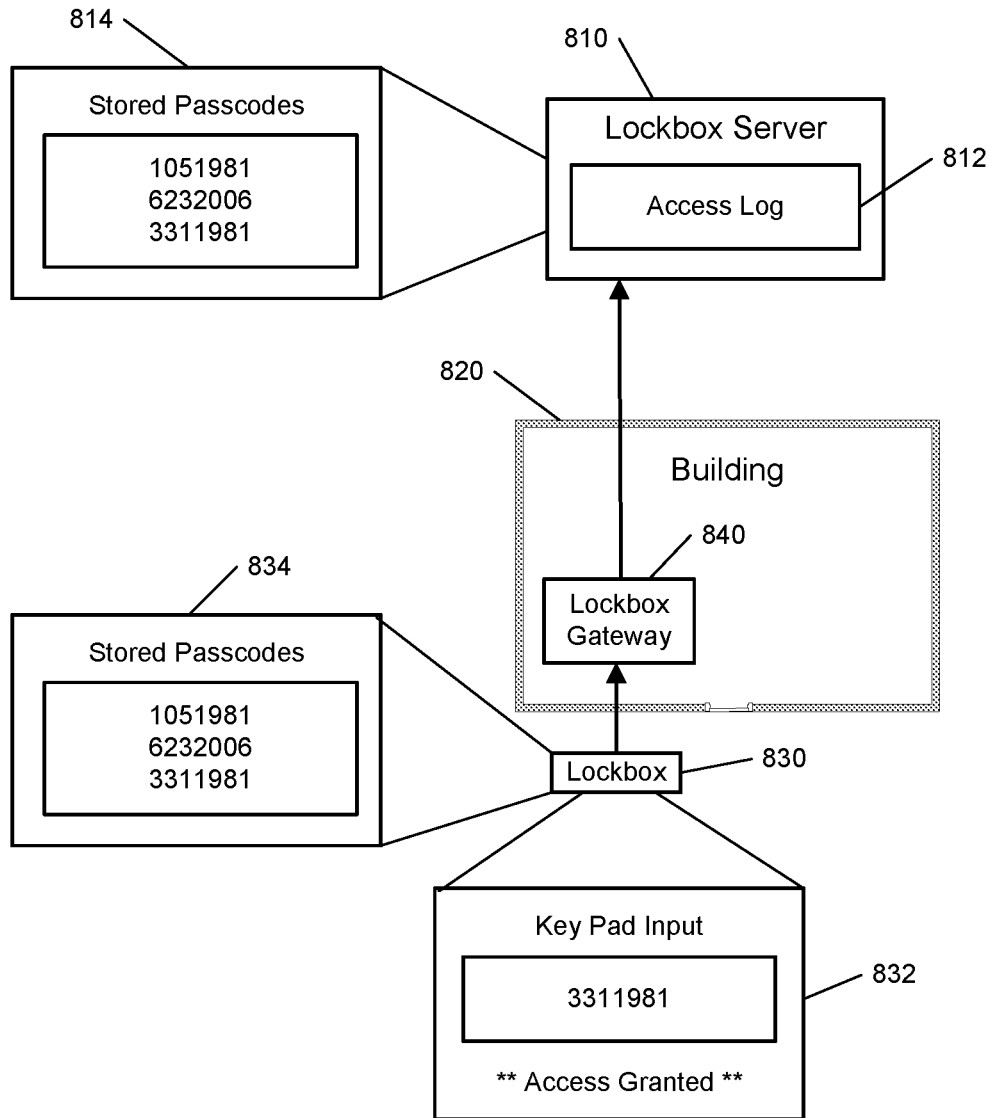 814
810
Stored Passcodes
1051981
6232006
3311981
Lockbox Server
Access Log
812
820
Building
840
Lockbox
Gateway
834
Stored Passcodes
1051981
6232006
3311981
Lockbox
830
Key Pad Input
3311981
832
** Access Granted **